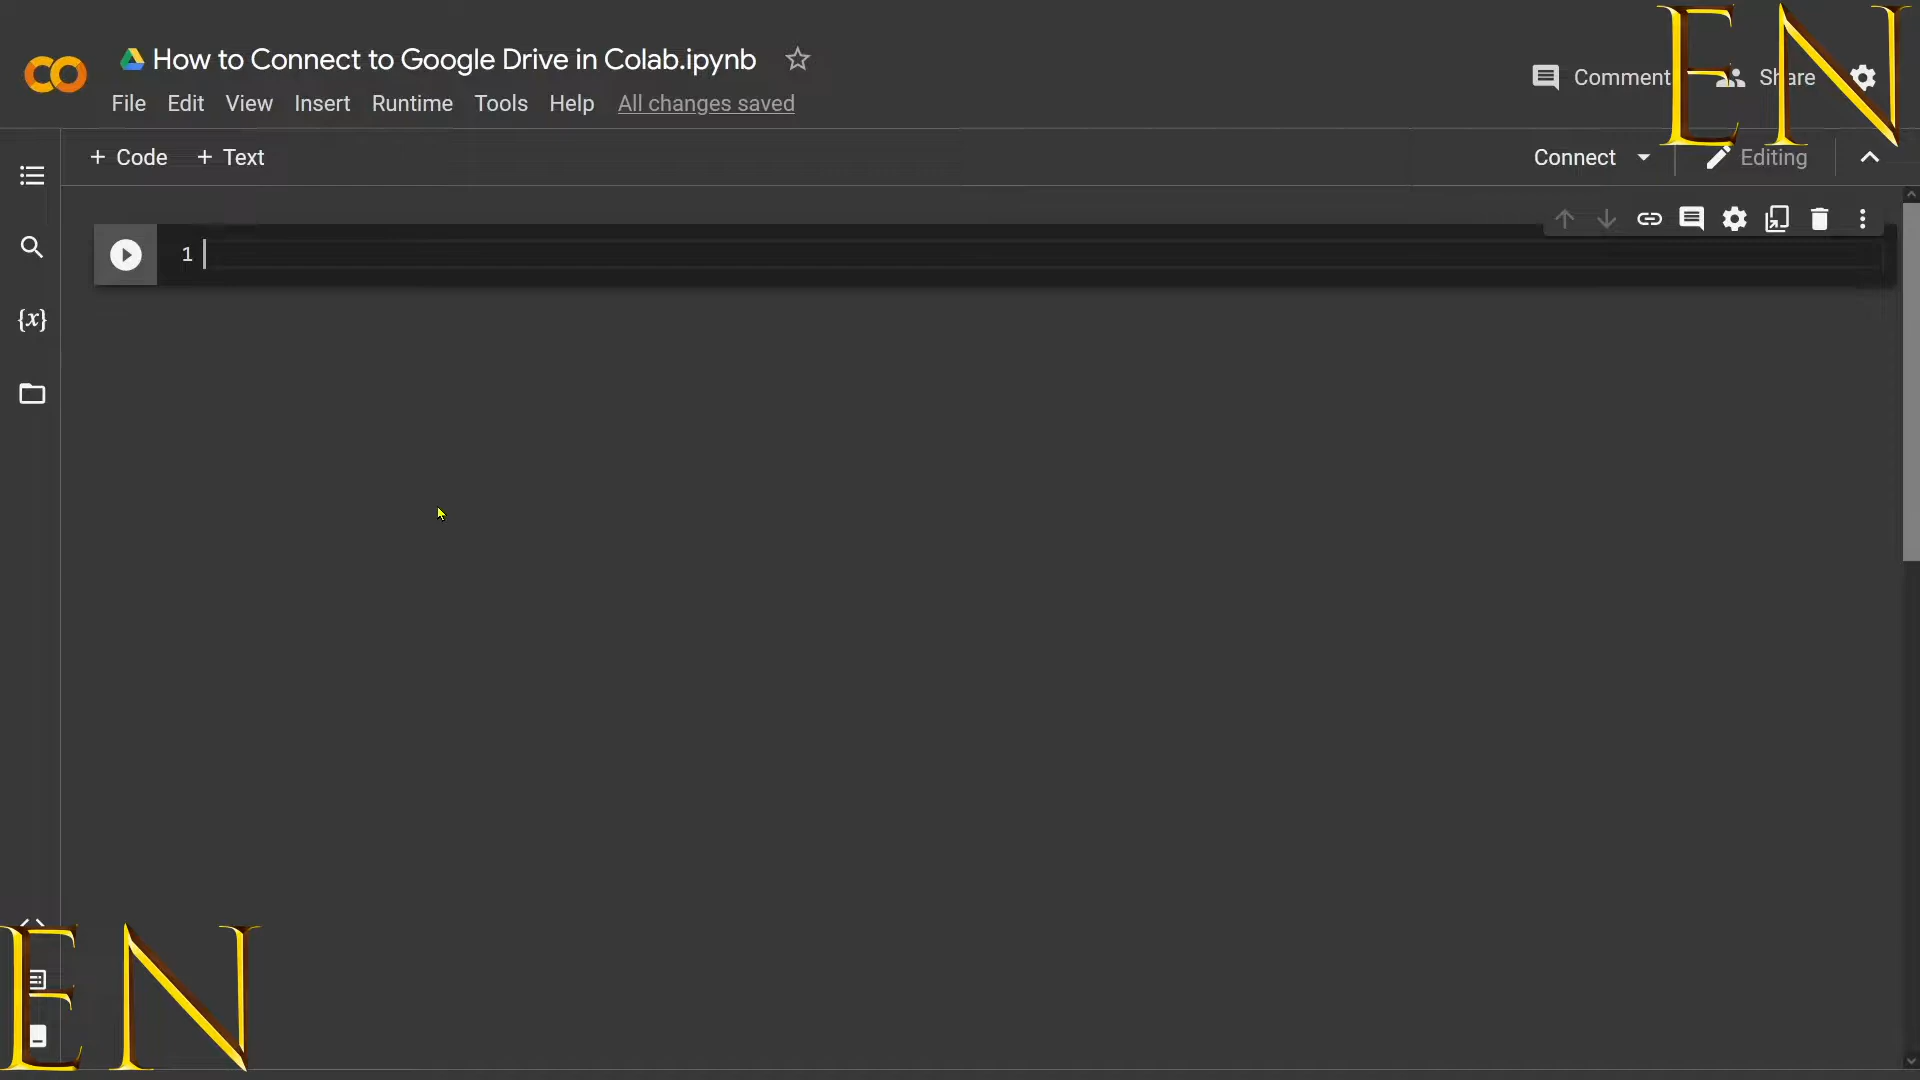 How to Connect to Google Drive in Colab.ipynb
File Edit View Insert Runtime Tools Help All changes saved
Comment Share
EN
+ Code + Text
Connect Editing
{x}
1
EN